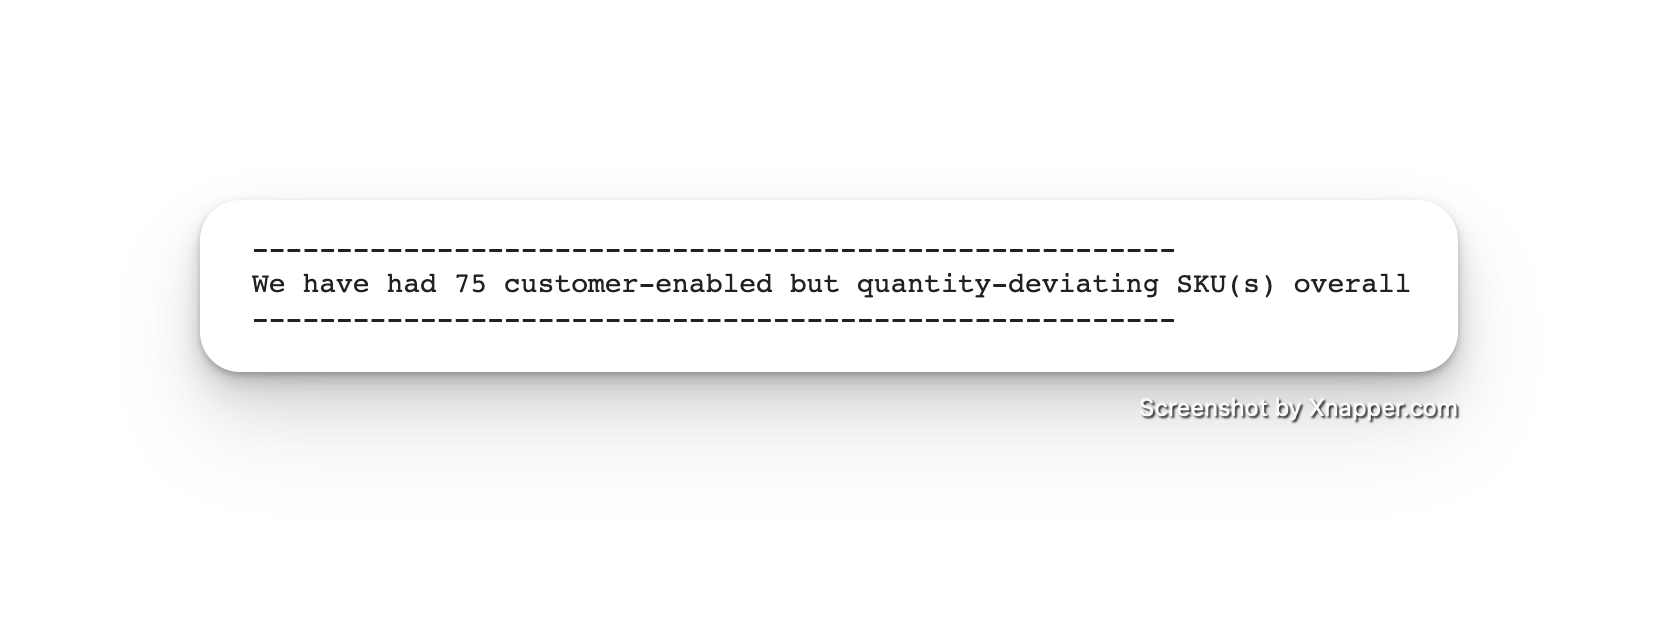 -------------------------------------------------------
We have had 75 customer-enabled but quantity-deviating SKU(s) overall
-------------------------------------------------------
Screenshot by Xnapper.com